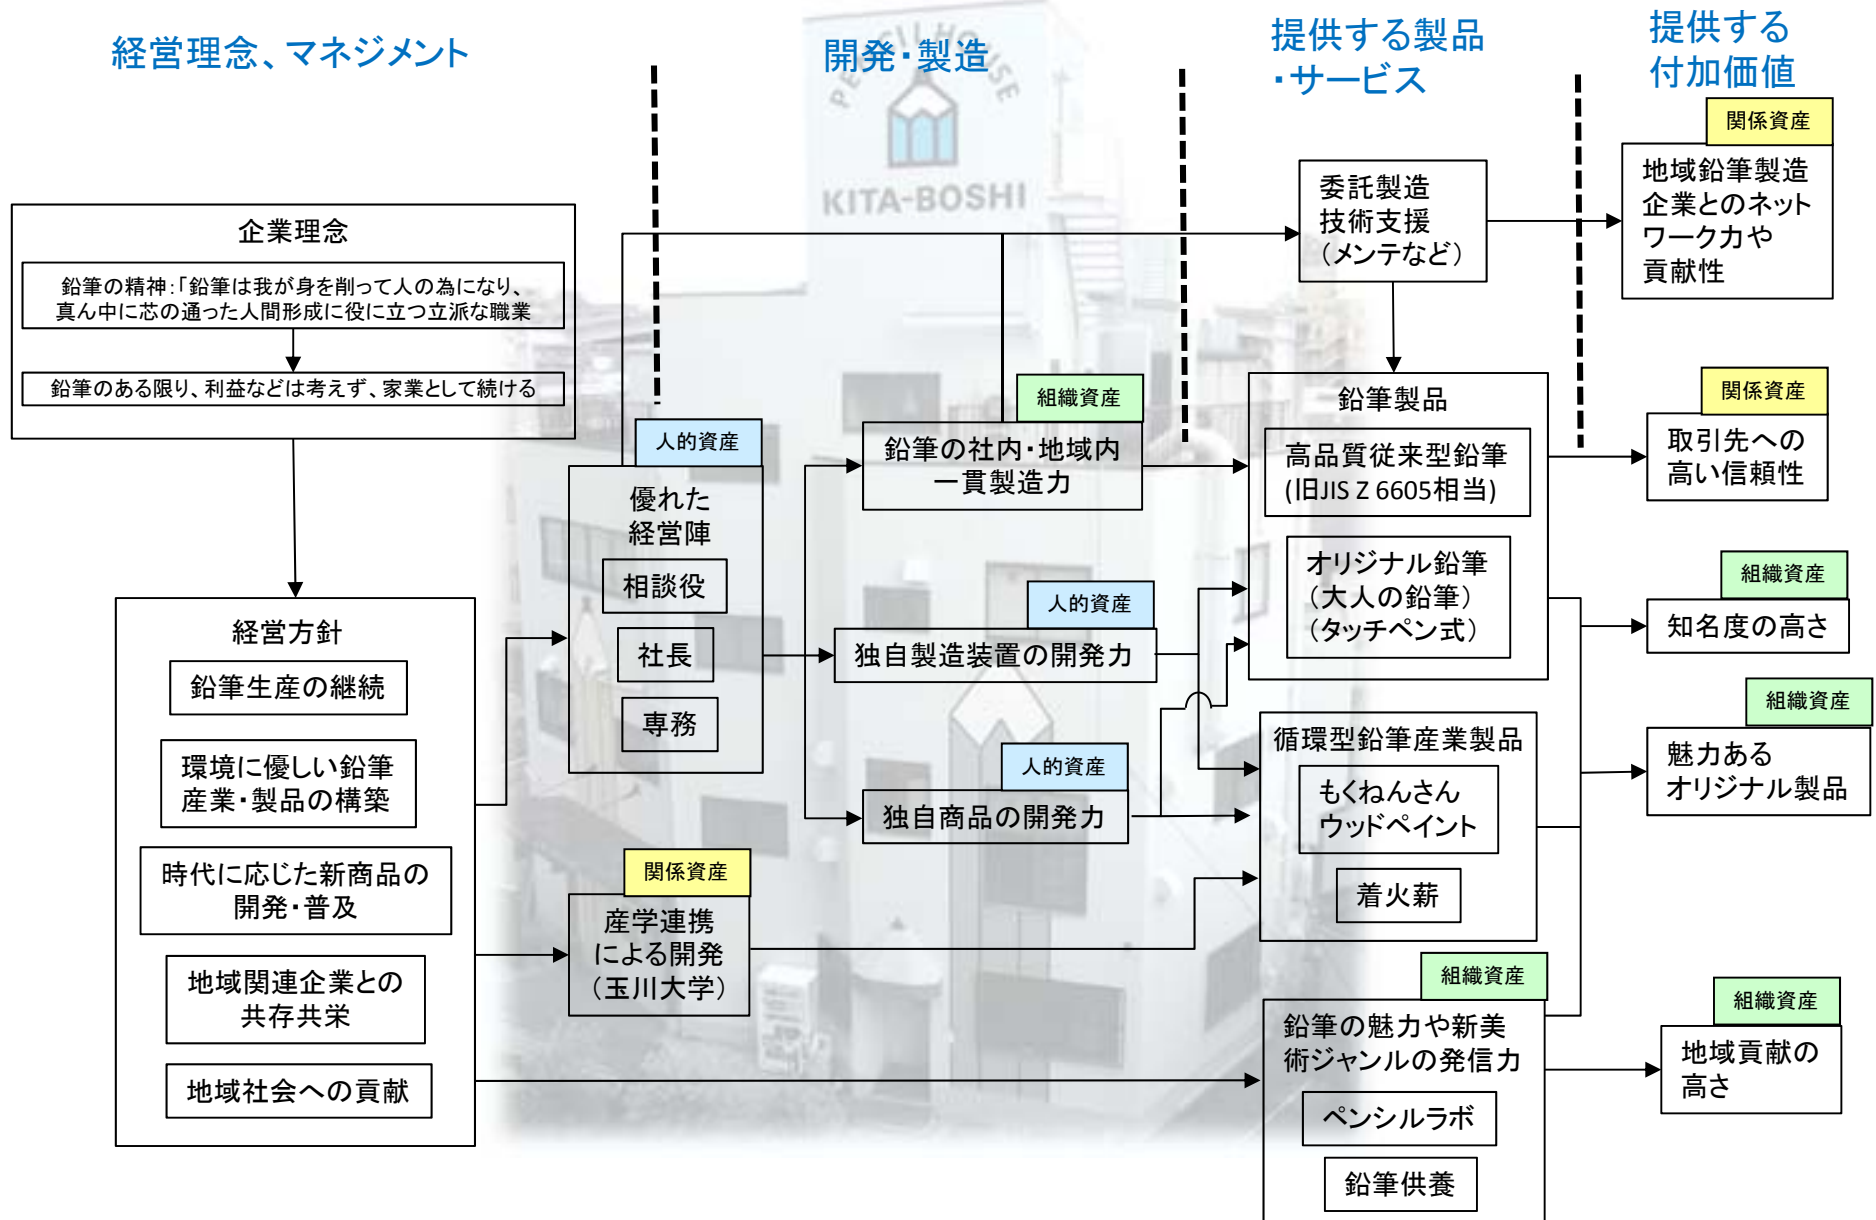 経営理念、マネジメント
開発・製造
提供する製品
・サービス
提供する
付加価値
PENCIL HOUSE
KITA-BOSHI
企業理念
鉛筆の精神：「鉛筆は我が身を削って人の為になり、
真ん中に芯の通った人間形成に役に立つ立派な職業
鉛筆のある限り、利益などは考えず、家業として続ける
経営方針
鉛筆生産の継続
環境に優しい鉛筆
産業・製品の構築
時代に応じた新商品の
開発・普及
地域関連企業との
共存共栄
地域社会への貢献
人的資産
優れた
経営陣
相談役
社長
専務
関係資産
産学連携
による開発
（玉川大学）
組織資産
鉛筆の社内・地域内
一貫製造力
人的資産
独自製造装置の開発力
人的資産
独自商品の開発力
委託製造
技術支援
（メンテなど）
鉛筆製品
高品質従来型鉛筆
(旧JIS Z 6605相当)
オリジナル鉛筆
（大人の鉛筆）
（タッチペン式）
循環型鉛筆産業製品
もくねんさん
ウッドペイント
着火薪
組織資産
鉛筆の魅力や新美
術ジャンルの発信力
ペンシルラボ
鉛筆供養
関係資産
地域鉛筆製造
企業とのネット
ワーク力や
貢献性
関係資産
取引先への
高い信頼性
組織資産
知名度の高さ
組織資産
魅力ある
オリジナル製品
組織資産
地域貢献の
高さ